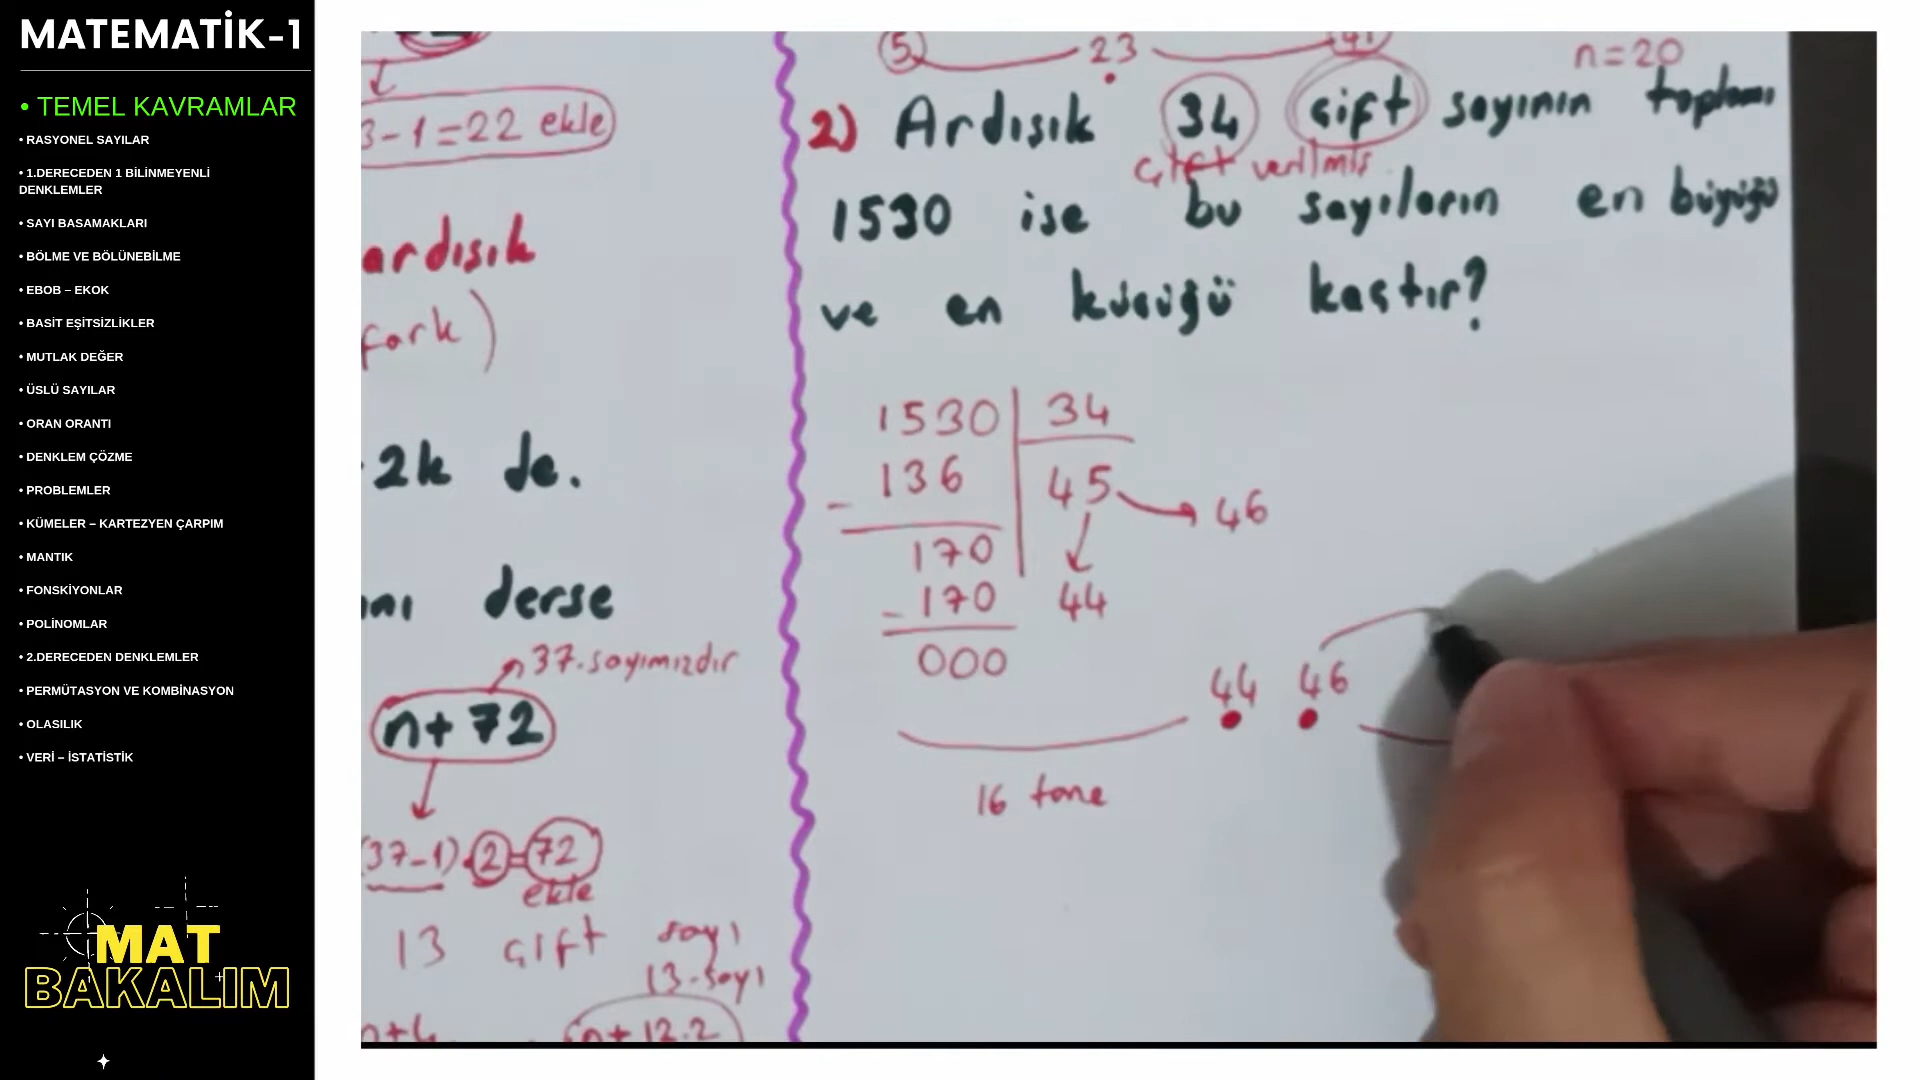 MATEMATİK-1
• TEMEL KAVRAMLAR
• RASYONEL SAYILAR
• 1.DERECEDEN 1 BİLİNMEYENLİ
DENKLEMLER
• SAYI BASAMAKLARI
• BÖLME VE BÖLÜNEBİLME
• EBOB – EKOK
• BASİT EŞİTSİZLİKLER
• MUTLAK DEĞER
• ÜSLÜ SAYILAR
• ORAN ORANTI
• DENKLEM ÇÖZME
• PROBLEMLER
• KÜMELER – KARTEZYEN ÇARPIM
• MANTIK
• FONSKİYONLAR
• POLİNOMLAR
• 2.DERECEDEN DENKLEMLER
• PERMÜTASYON VE KOMBİNASYON
• OLASILIK
• VERİ – İSTATİSTİK
MAT
BAKALIM
3-1=22 ekle
ardışık
fark)
2k de.
derse
37.sayımızdır
n+72
(37-1).2=72
ekle
13 çift sayı
13.sayı
n+12.2
5 23 41
n=20
2) Ardışık 34 çift sayının toplamı
çift verilmiş
1530 ise bu sayıların en büyüğü
ve en küçüğü kaçtır?
1530 34
- 136 45 → 46
170
- 170 44
000
44 46
16 tane